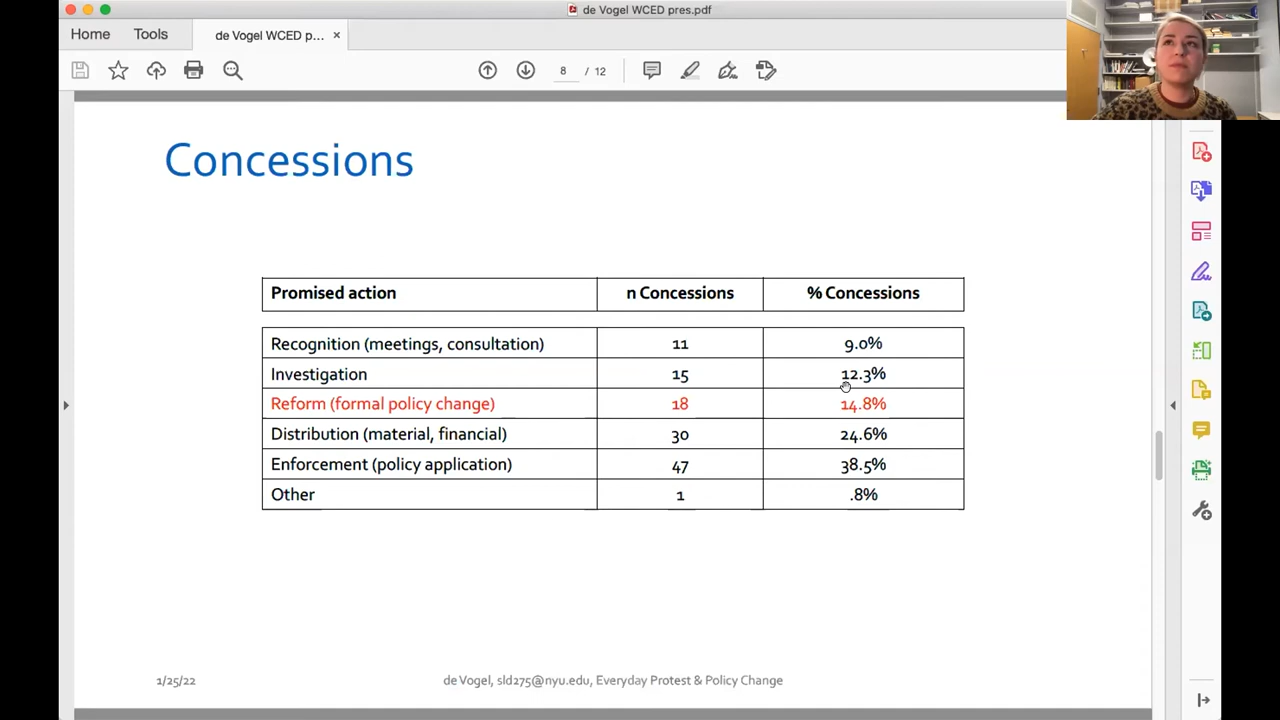 de Vogel WCED pres.pdf
Home Tools de Vogel WCED p... ×
8 / 12
Concessions
Promised action n Concessions % Concessions
Recognition (meetings, consultation) 11 9.0%
Investigation 15 12.3%
Reform (formal policy change) 18 14.8%
Distribution (material, financial) 30 24.6%
Enforcement (policy application) 47 38.5%
Other 1 .8%
1/25/22 de Vogel, sld275@nyu.edu, Everyday Protest & Policy Change